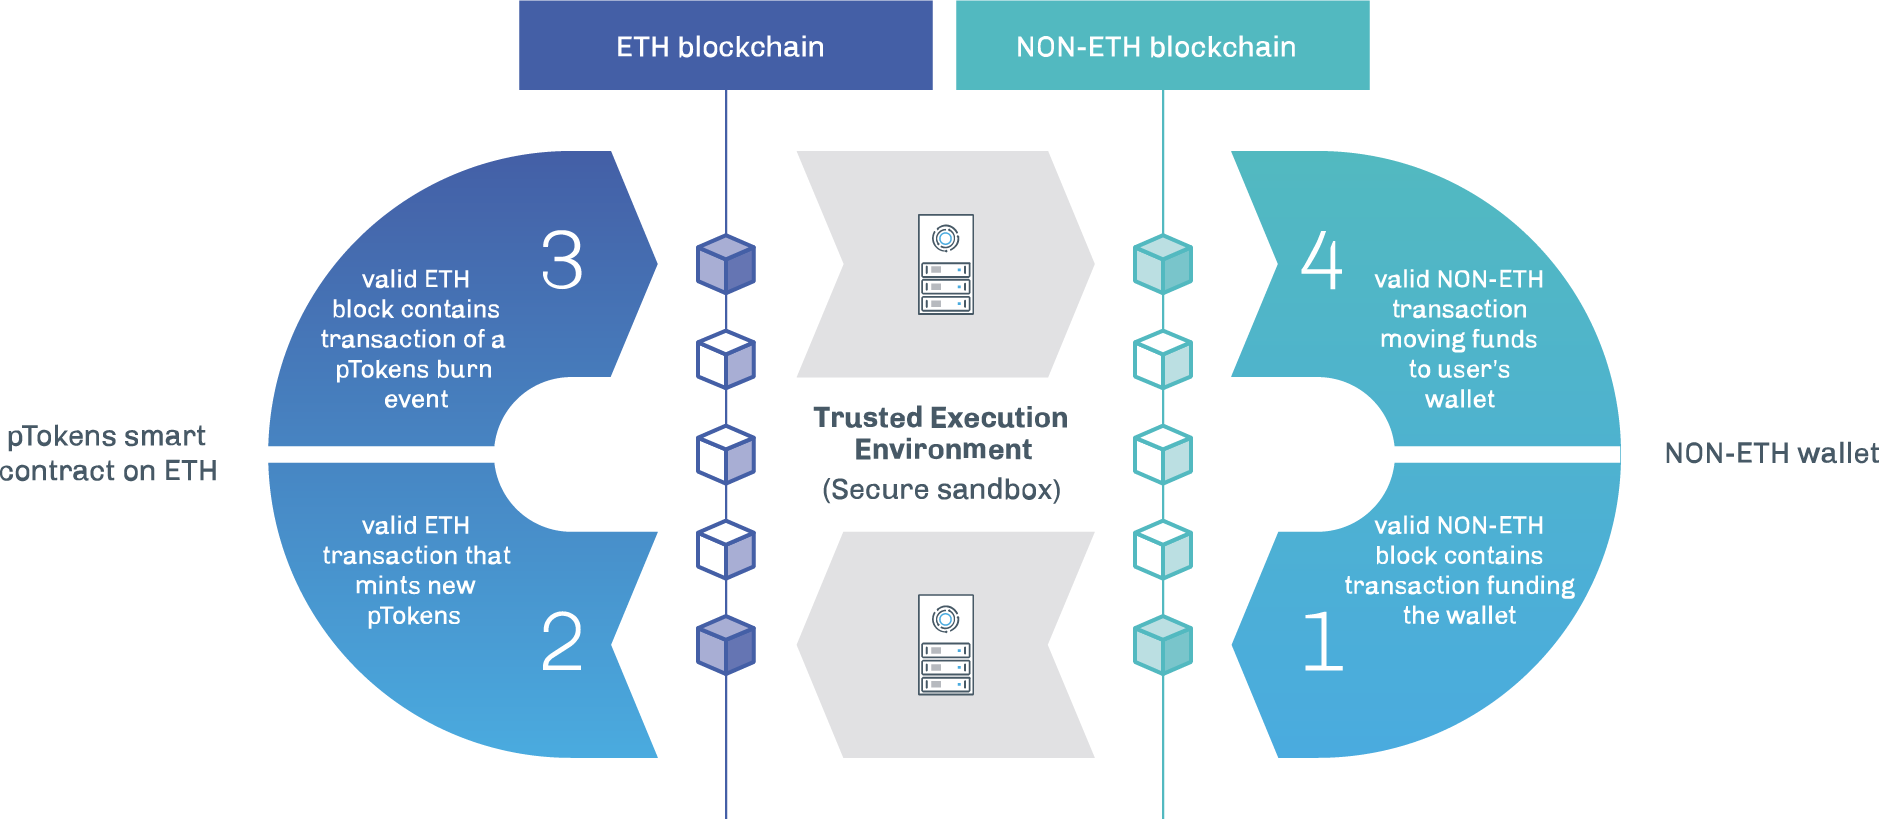 ETH blockchain
NON-ETH blockchain
3
valid ETH
block contains
transaction of a
pTokens burn
event
4
valid NON-ETH
transaction
moving funds
to user's
wallet
pTokens smart
contract on ETH
Trusted Execution
Environment
(Secure sandbox)
NON-ETH wallet
valid ETH
transaction that
mints new
pTokens
2
valid NON-ETH
block contains
transaction funding
the wallet
1